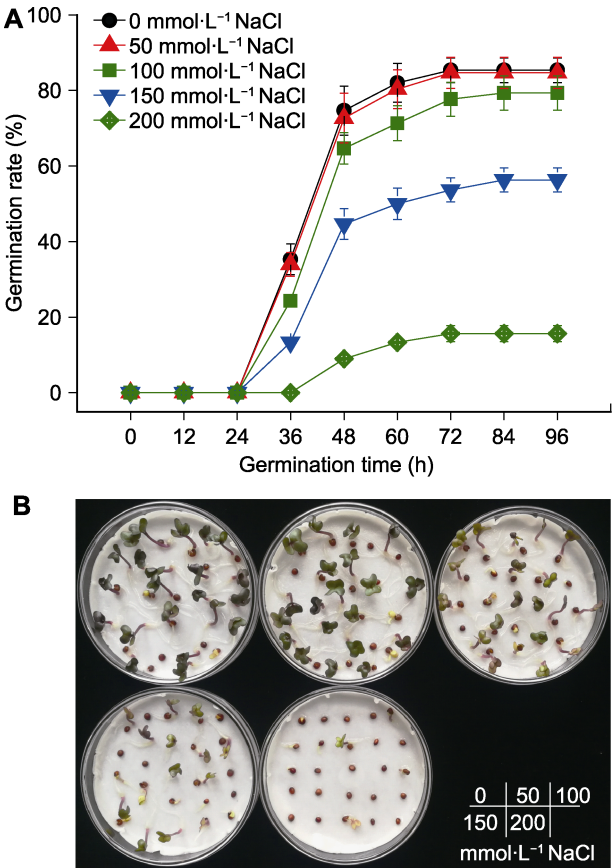 A
100
80
60
40
20
0
Germination rate (%)
0 mmol·L⁻¹ NaCl
50 mmol·L⁻¹ NaCl
100 mmol·L⁻¹ NaCl
150 mmol·L⁻¹ NaCl
200 mmol·L⁻¹ NaCl
0 12 24 36 48 60 72 84 96
Germination time (h)
B
0 50 100
150 200
mmol·L⁻¹ NaCl